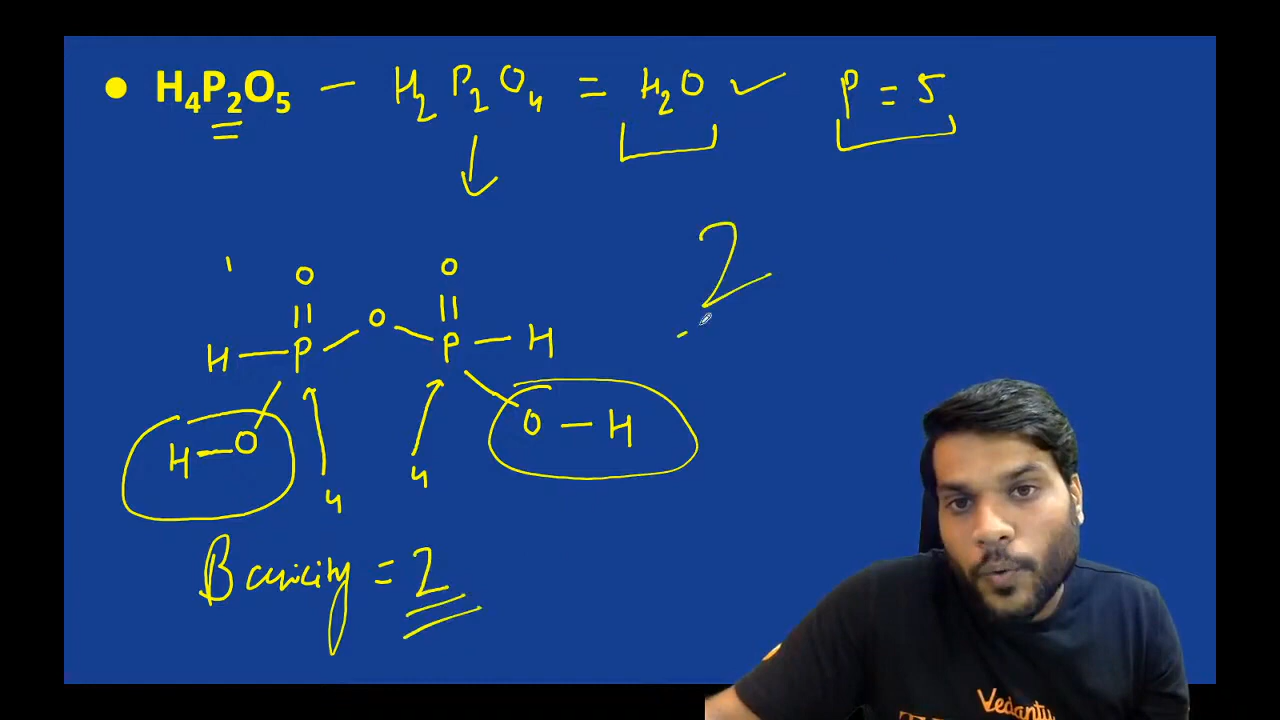 • H₄P₂O₅ – H₂P₂O₄ = H₂O ✓ P = 5
2
ı O O
O
H – P P – H
H – O O – H
4 4
Basicity = 2
Vedantu